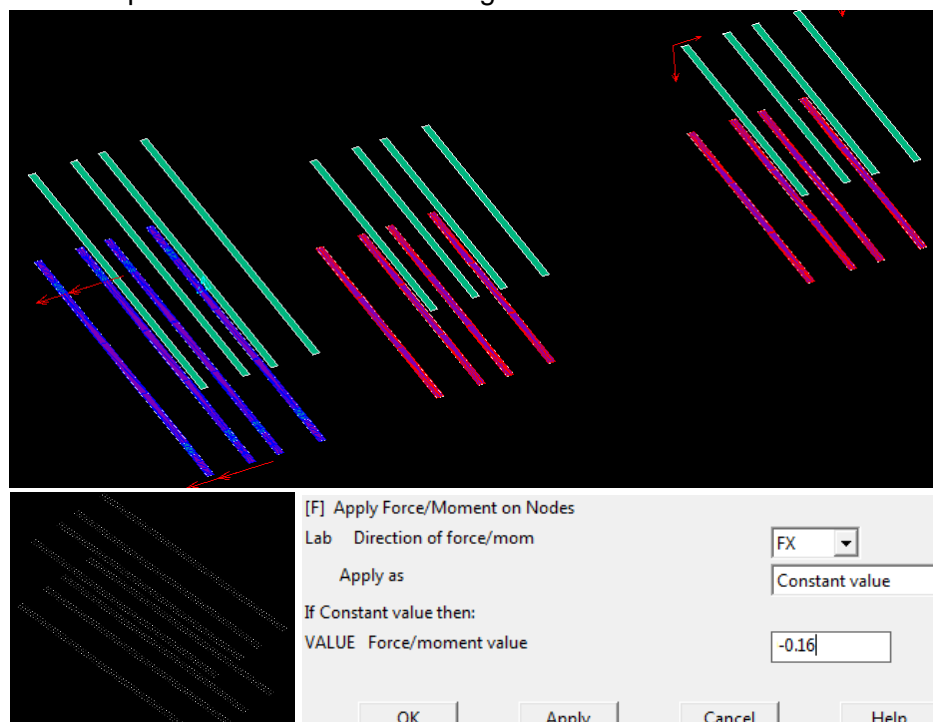 [F] Apply Force/Moment on Nodes
Lab Direction of force/mom FX
Apply as Constant value
If Constant value then:
VALUE Force/moment value -0.16
OK Apply Cancel Help